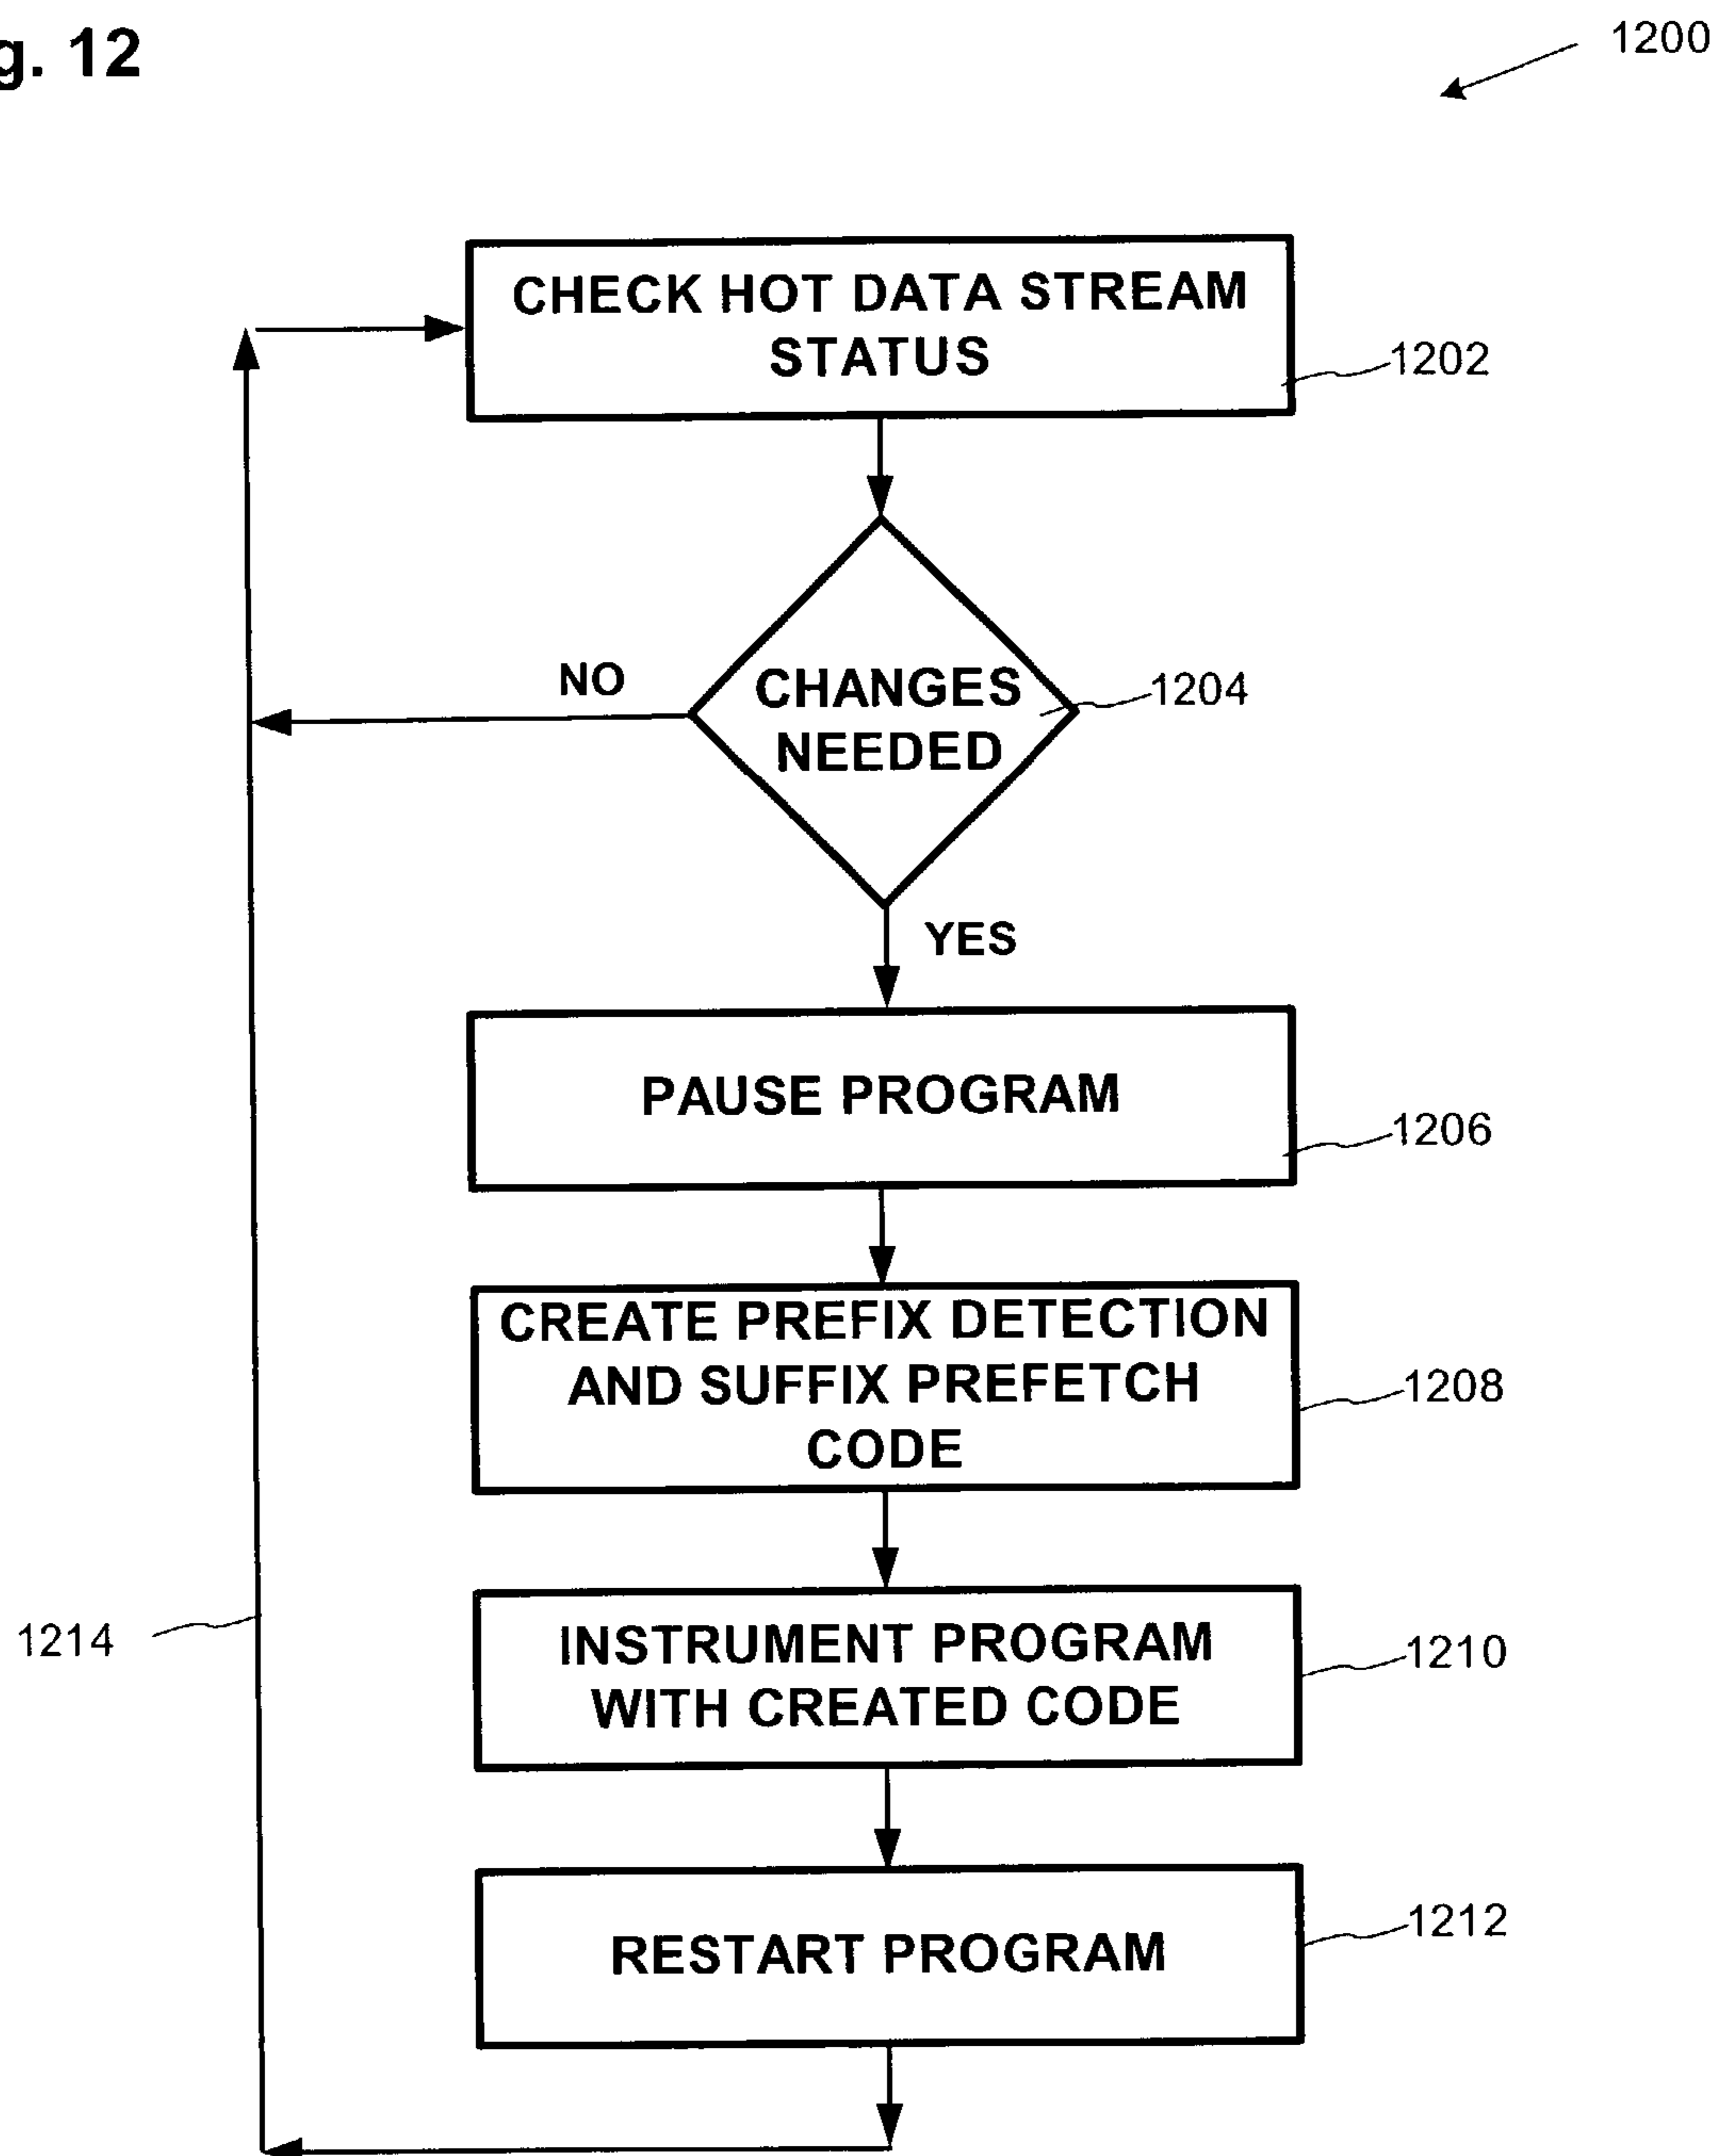 g. 12
1200
CHECK HOT DATA STREAM
STATUS
1202
NO
CHANGES
NEEDED
1204
YES
PAUSE PROGRAM
1206
CREATE PREFIX DETECTION
AND SUFFIX PREFETCH
CODE
1208
INSTRUMENT PROGRAM
WITH CREATED CODE
1210
1214
RESTART PROGRAM
1212